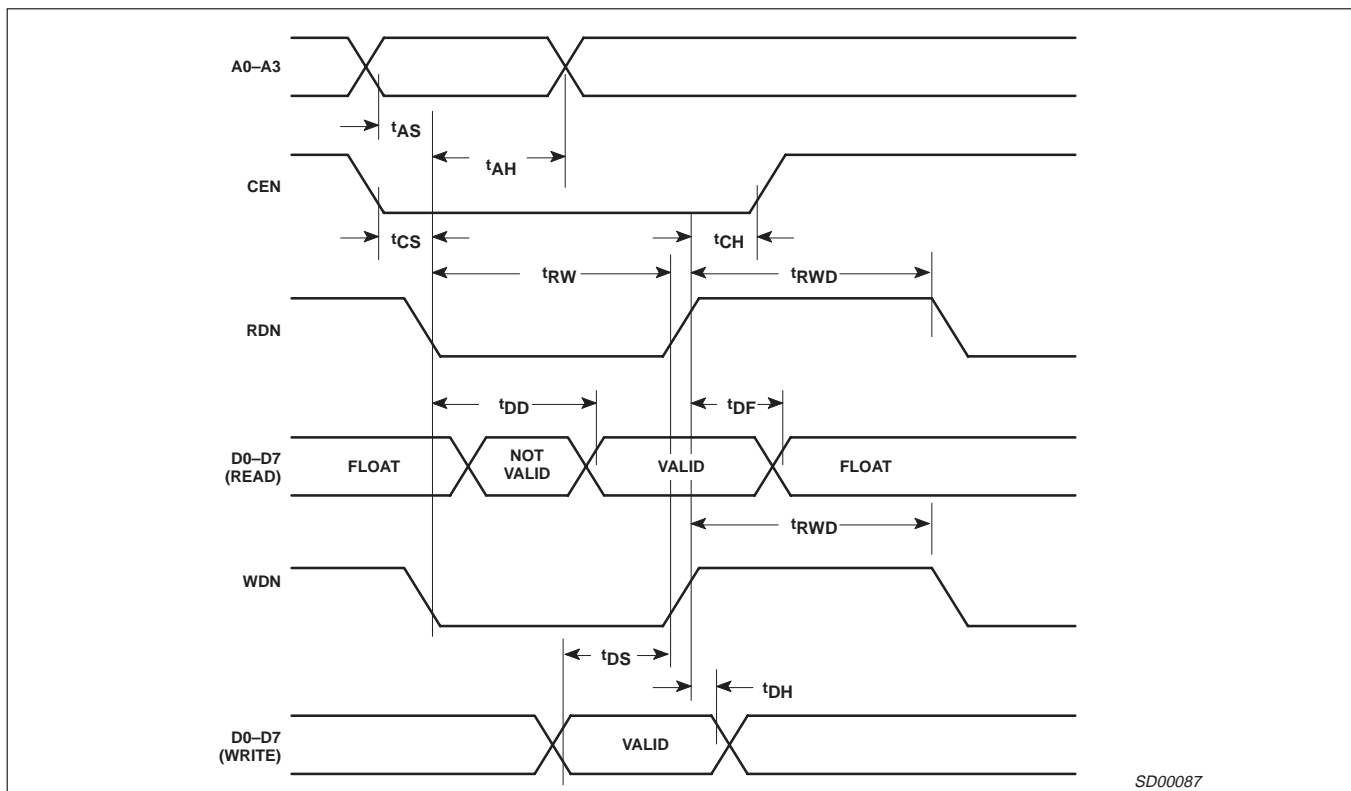 A0–A3
tAS
tAH
CEN
tCS
tCH
tRW
tRWD
RDN
tDD
tDF
D0–D7
(READ)
FLOAT
NOT
VALID
VALID
FLOAT
tRWD
WDN
tDS
tDH
D0–D7
(WRITE)
VALID
SD00087